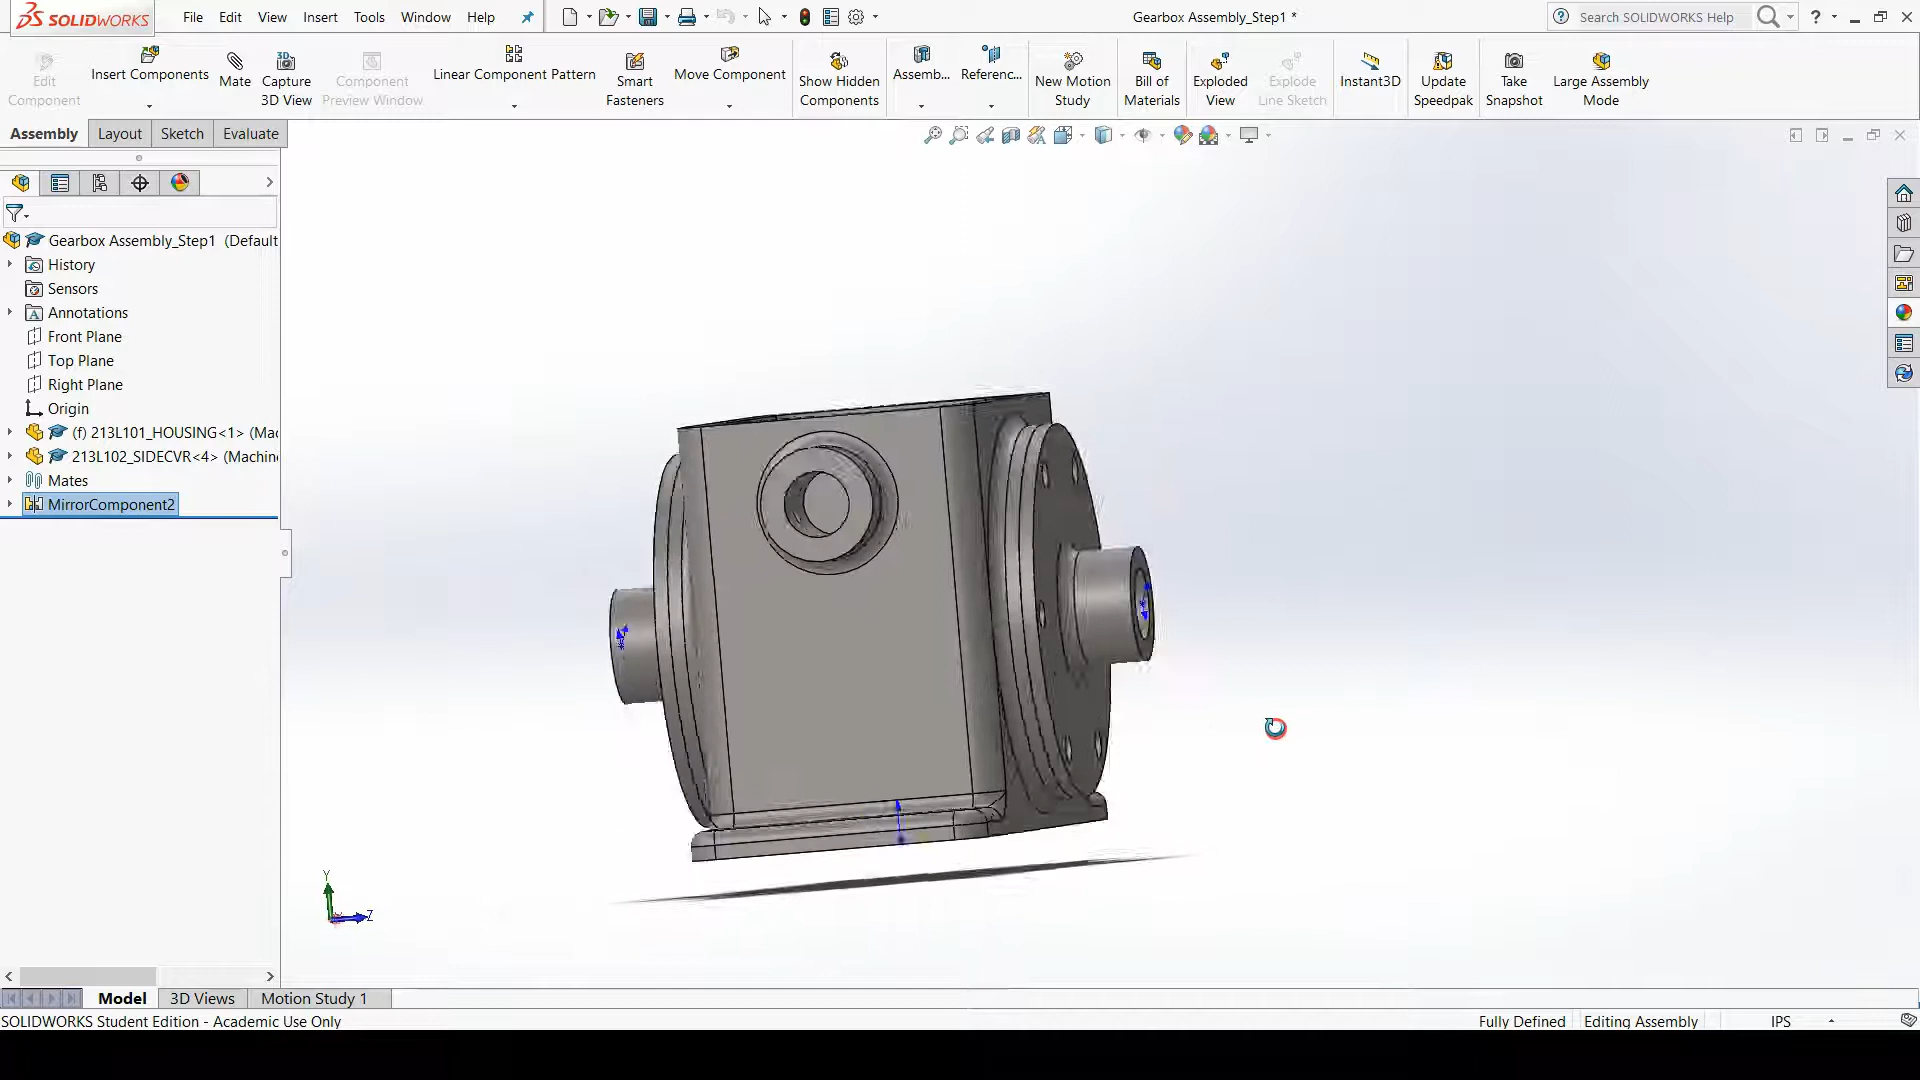 SOLIDWORKS File Edit View Insert Tools Window Help Gearbox Assembly_Step1 * Search SOLIDWORKS Help ?
Edit Component
Insert Components
Mate
Capture 3D View
Component Preview Window
Linear Component Pattern
Smart Fasteners
Move Component
Show Hidden Components
Assemb...
Referenc...
New Motion Study
Bill of Materials
Exploded View
Explode Line Sketch
Instant3D
Update Speedpak
Take Snapshot
Large Assembly Mode
Assembly Layout Sketch Evaluate
Gearbox Assembly_Step1 (Default
History
Sensors
Annotations
Front Plane
Top Plane
Right Plane
Origin
(f) 213L101_HOUSING<1> (Mac
213L102_SIDECVR<4> (Machine
Mates
MirrorComponent2
Y
Z
Model 3D Views Motion Study 1
SOLIDWORKS Student Edition - Academic Use Only Fully Defined Editing Assembly IPS